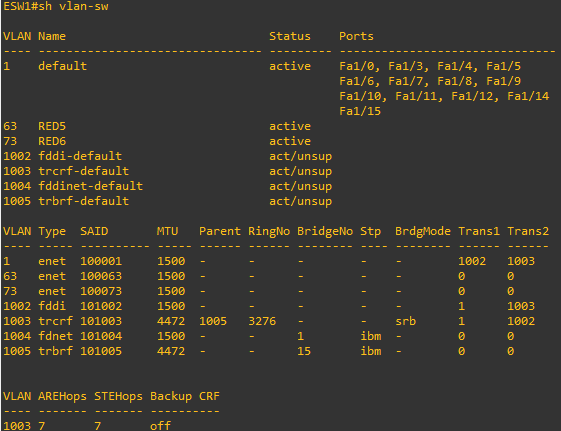 ESW1#sh vlan-sw
VLAN Name                             Status    Ports
---- -------------------------------- --------- -------------------------------
1    default                          active    Fa1/0, Fa1/3, Fa1/4, Fa1/5
                                                Fa1/6, Fa1/7, Fa1/8, Fa1/9
                                                Fa1/10, Fa1/11, Fa1/12, Fa1/14
                                                Fa1/15
63   RED5                             active
73   RED6                             active
1002 fddi-default                     act/unsup
1003 trcrf-default                    act/unsup
1004 fddinet-default                  act/unsup
1005 trbrf-default                    act/unsup
VLAN Type  SAID       MTU   Parent RingNo BridgeNo Stp  BrdgMode Trans1 Trans2
---- ----- ---------- ----- ------ ------ -------- ---- -------- ------ ------
1    enet  100001     1500  -      -      -        -    -        1002   1003
63   enet  100063     1500  -      -      -        -    -        0      0
73   enet  100073     1500  -      -      -        -    -        0      0
1002 fddi  101002     1500  -      -      -        -    -        1      1003
1003 trcrf 101003     4472  1005   3276   -        -    srb      1      1002
1004 fdnet 101004     1500  -      -      1        ibm  -        0      0
1005 trbrf 101005     4472  -      -      15       ibm  -        0      0
VLAN AREHops STEHops Backup CRF
---- ------- ------- ----------
1003 7       7       off